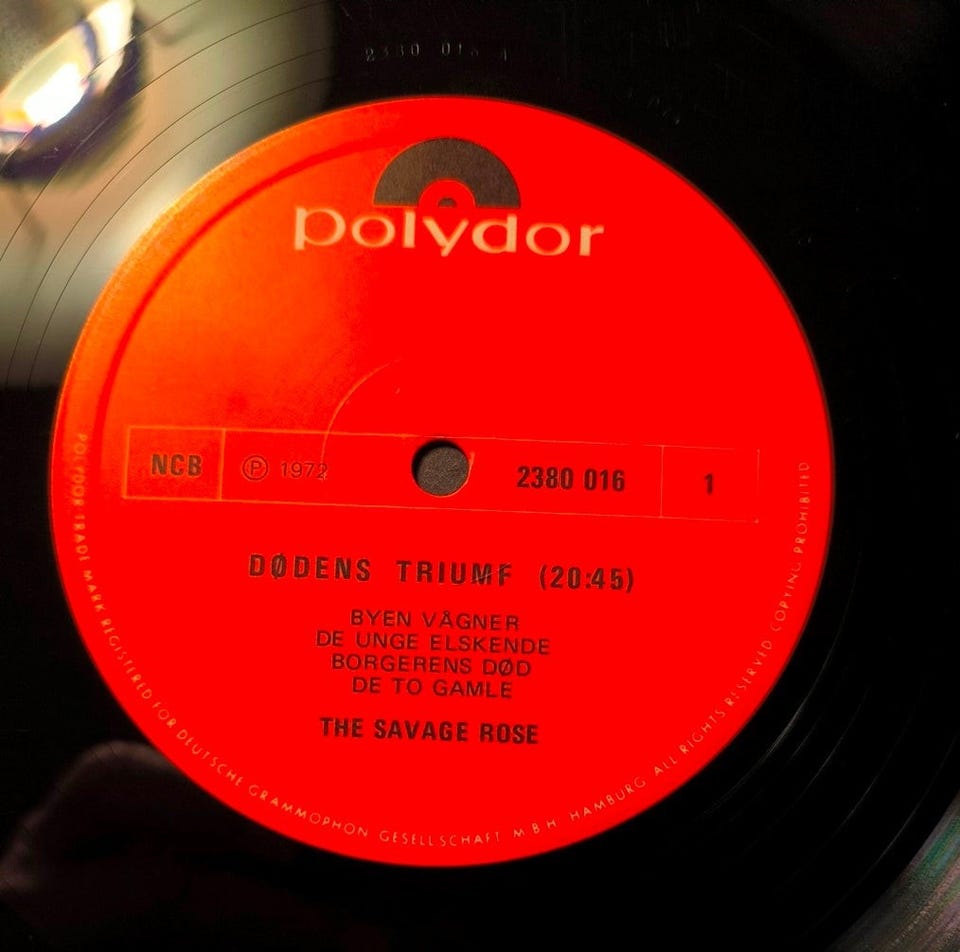 2380 016
polydor
NCB Ⓟ 1972 2380 016 1
DØDENS TRIUMF (20:45)
BYEN VÅGNER
DE UNGE ELSKENDE
BORGERENS DØD
DE TO GAMLE
THE SAVAGE ROSE
POLYDOR TRADE MARK REGISTERED FOR DEUTSCHE GRAMMOPHON GESELLSCHAFT M B H HAMBURG ALL RIGHTS RESERVED COPYING PROHIBITED